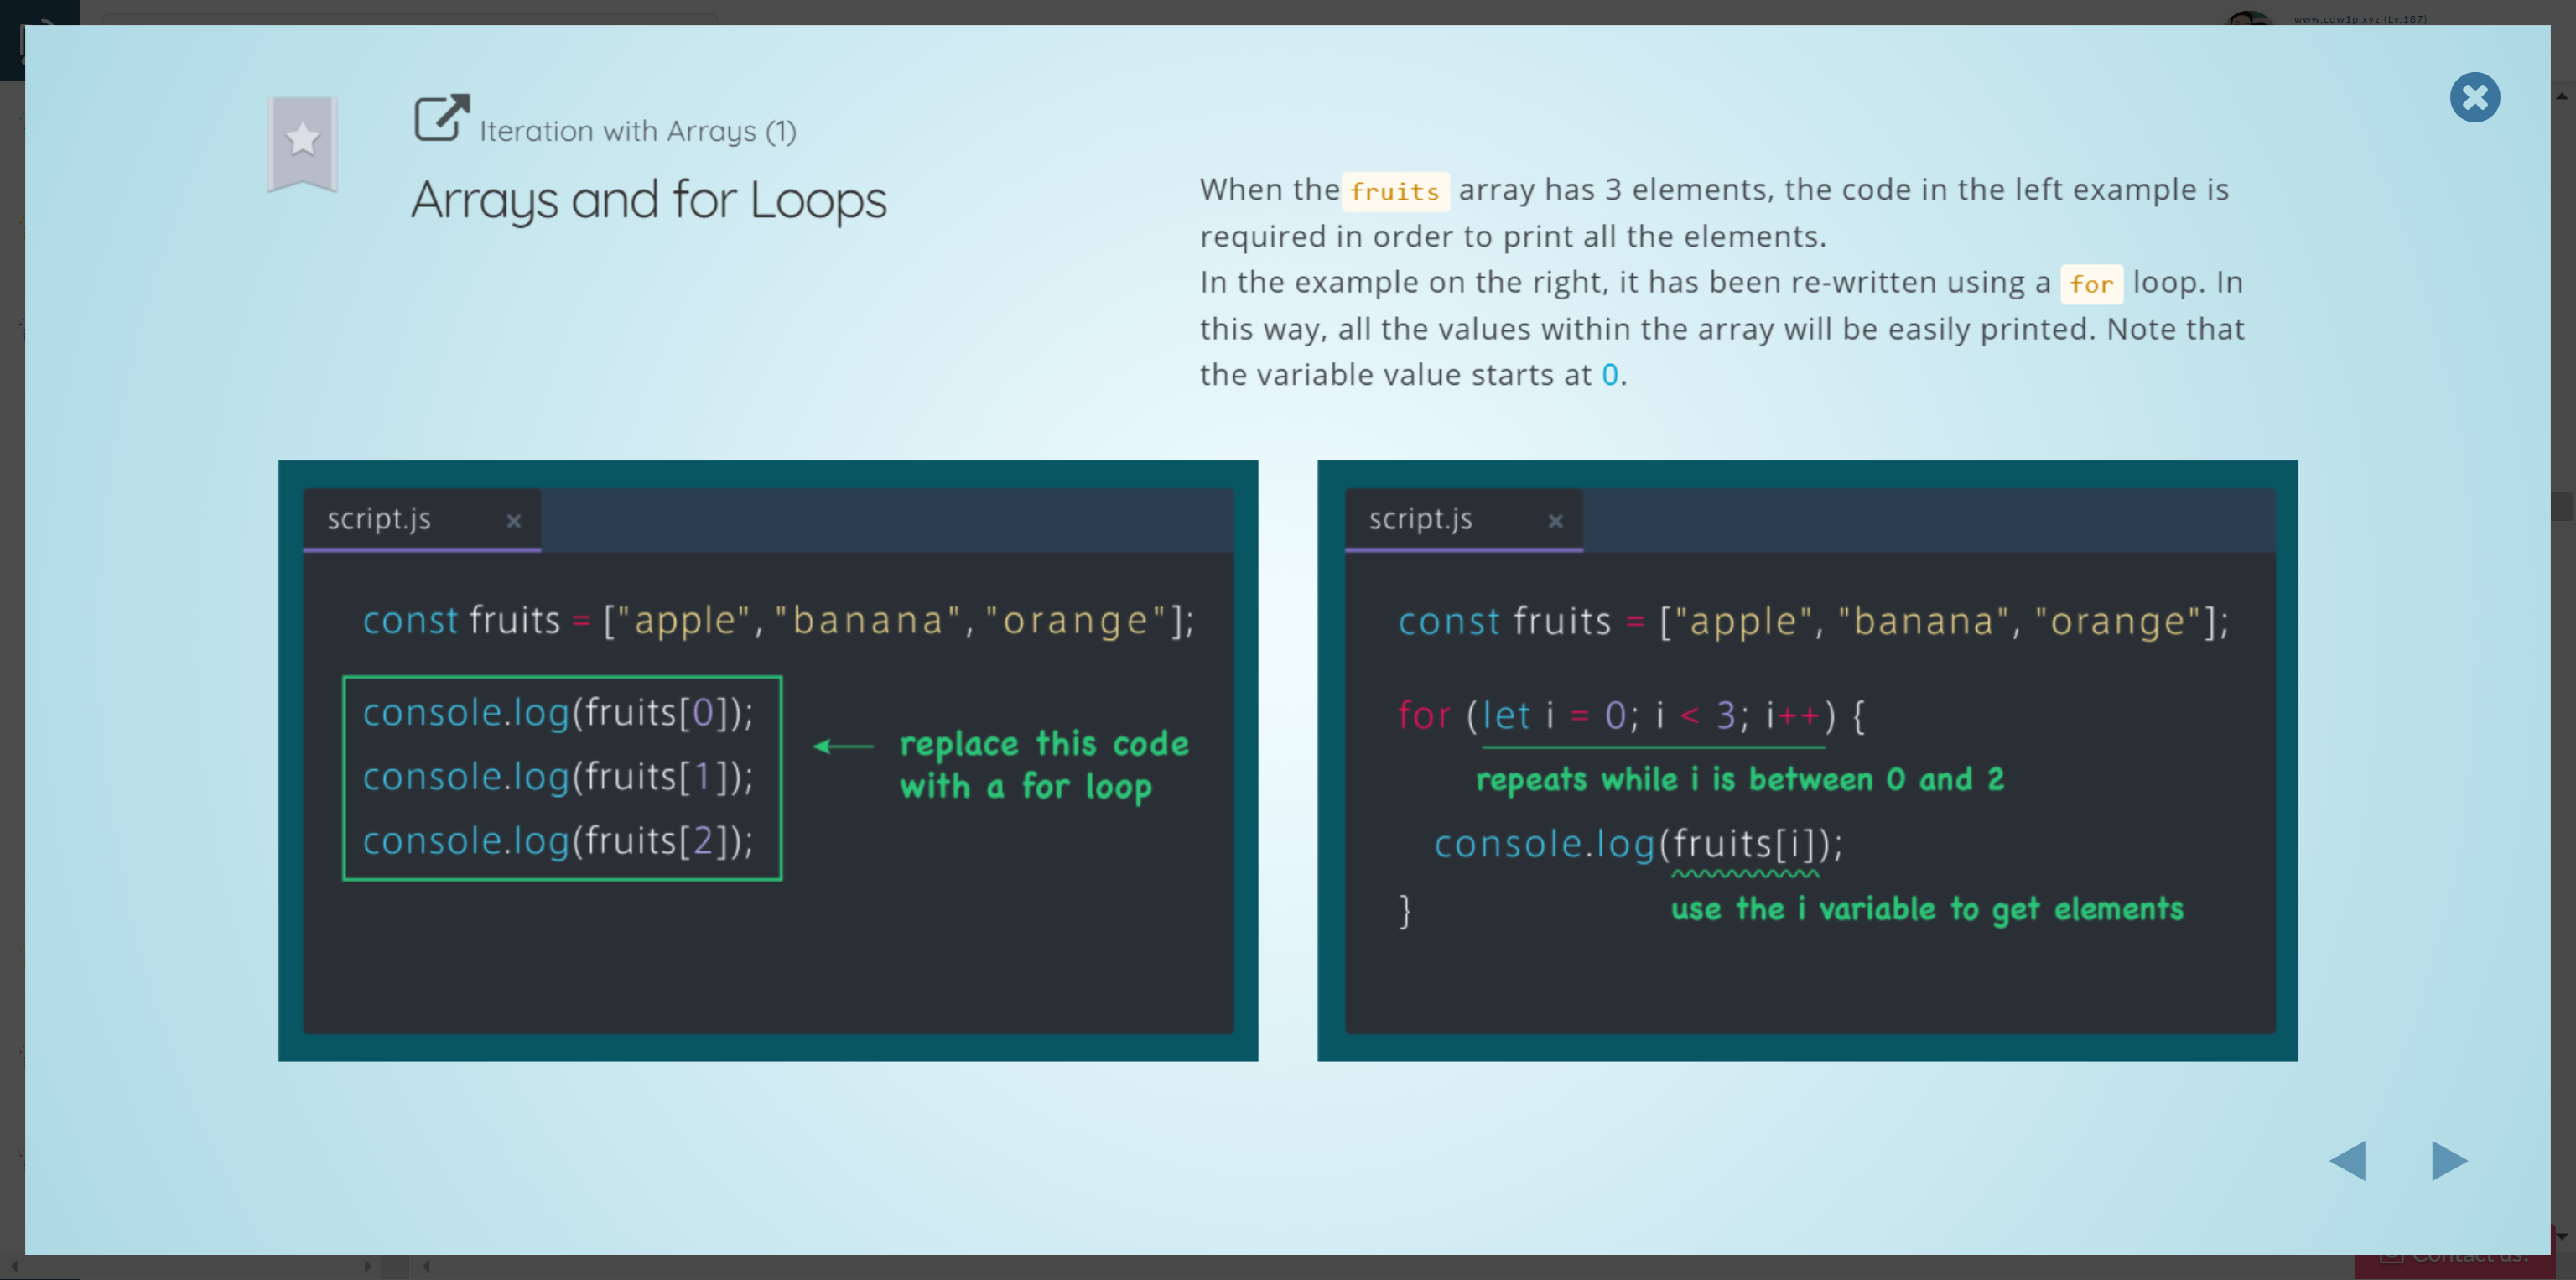 www.cdw1p.xyz (Lv.187)
Iteration with Arrays (1)
Arrays and for Loops
When the fruits array has 3 elements, the code in the left example is
required in order to print all the elements.
In the example on the right, it has been re-written using a for loop. In
this way, all the values within the array will be easily printed. Note that
the variable value starts at 0.
script.js ×
const fruits = ["apple", "banana", "orange"];
console.log(fruits[0]);
console.log(fruits[1]);
console.log(fruits[2]);
replace this code
with a for loop
script.js ×
const fruits = ["apple", "banana", "orange"];
for (let i = 0; i < 3; i++) {
repeats while i is between 0 and 2
console.log(fruits[i]);
use the i variable to get elements
}
Contact us!